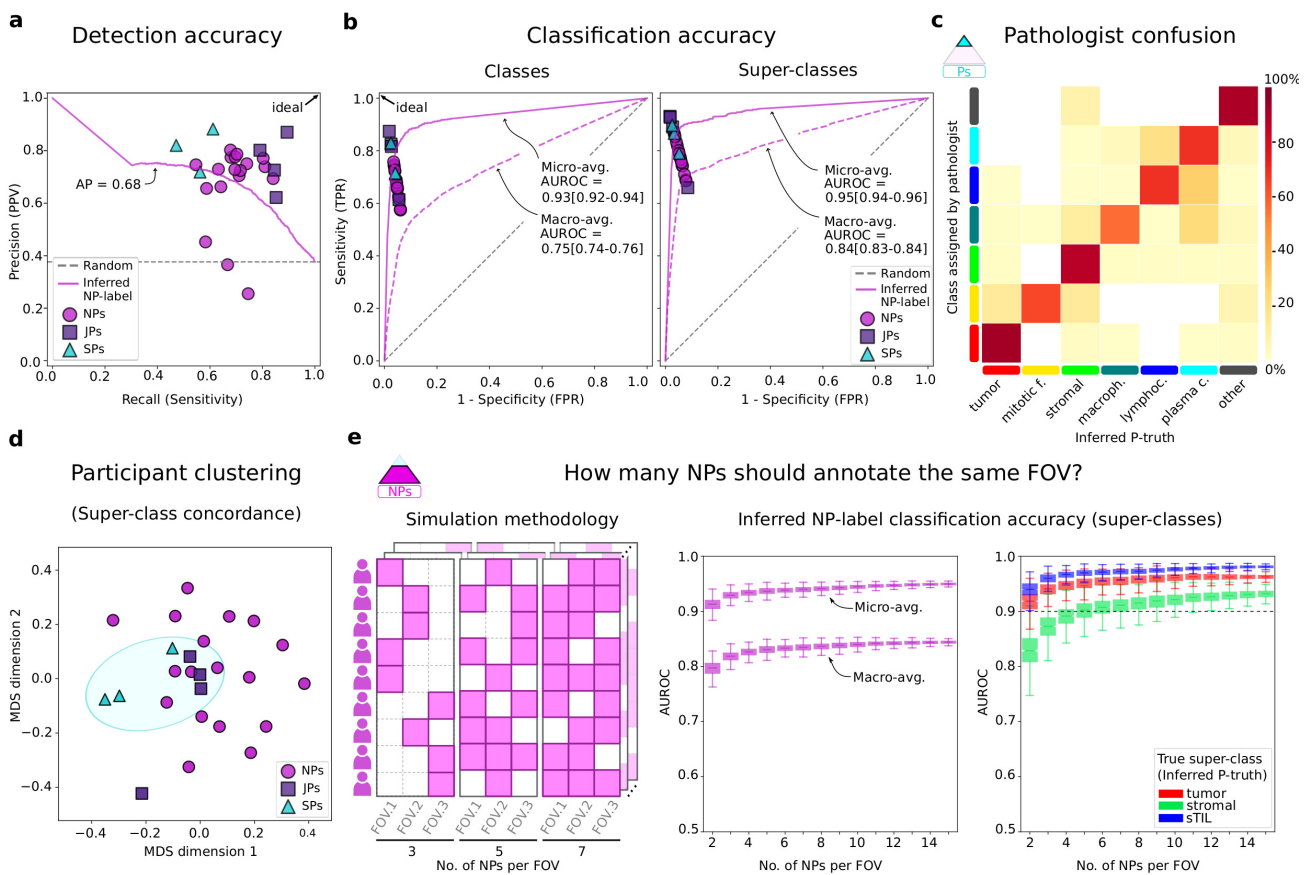 a
Detection accuracy
1.0
0.8
0.6
0.4
0.2
0.0
Precision (PPV)
ideal
AP = 0.68
Random
Inferred
NP-label
NPs
JPs
SPs
0.0
0.2
0.4
0.6
0.8
1.0
Recall (Sensitivity)
b
Classification accuracy
Classes
1.0
0.8
0.6
0.4
0.2
0.0
Sensitivity (TPR)
ideal
Micro-avg.
AUROC =
0.93[0.92-0.94]
Macro-avg.
AUROC =
0.75[0.74-0.76]
0.0
0.2
0.4
0.6
0.8
1.0
1 - Specificity (FPR)
Super-classes
Micro-avg.
AUROC =
0.95[0.94-0.96]
Macro-avg.
AUROC =
0.84[0.83-0.84]
Random
Inferred
NP-label
NPs
JPs
SPs
0.0
0.2
0.4
0.6
0.8
1.0
1 - Specificity (FPR)
c
Pathologist confusion
Ps
Class assigned by pathologist
100%
80
60
40
20
0%
tumor
mitotic f.
stromal
macroph.
lymphoc.
plasma c.
other
Inferred P-truth
d
Participant clustering
(Super-class concordance)
0.4
0.2
0.0
−0.2
−0.4
MDS dimension 2
NPs
JPs
SPs
−0.4
−0.2
0.0
0.2
0.4
MDS dimension 1
e
NPs
How many NPs should annotate the same FOV?
Simulation methodology
FOV.1
FOV.2
FOV.3
FOV.1
FOV.2
FOV.3
FOV.1
FOV.2
FOV.3
3
5
7
No. of NPs per FOV
Inferred NP-label classification accuracy (super-classes)
1.0
0.9
0.8
0.7
0.6
0.5
AUROC
Micro-avg.
Macro-avg.
2
4
6
8
10
12
14
No. of NPs per FOV
1.0
0.9
0.8
0.7
0.6
0.5
AUROC
True super-class
(Inferred P-truth)
tumor
stromal
sTIL
2
4
6
8
10
12
14
No. of NPs per FOV